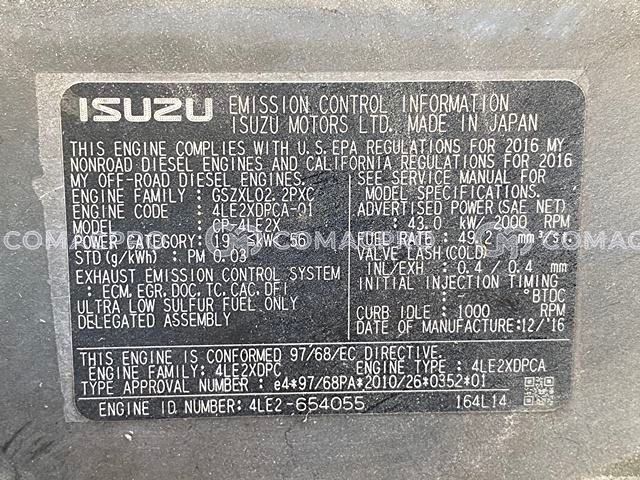 ISUZU EMISSION CONTROL INFORMATION
ISUZU MOTORS LTD. MADE IN JAPAN
THIS ENGINE COMPLIES WITH U.S.EPA REGULATIONS FOR 2016 MY
NONROAD DIESEL ENGINES AND CALIFORNIA REGULATIONS FOR 2016
MY OFF-ROAD DIESEL ENGINES.
ENGINE FAMILY : GSZXL02.2PXC
ENGINE CODE : 4LE2XDPCA-01
MODEL : CP-4LE2X
POWER CATEGORY : 19 ≤kW< 56
STD (g/kWh) : PM 0.03
EXHAUST EMISSION CONTROL SYSTEM
: ECM, EGR, DOC, TC, CAC, DFI
ULTRA LOW SULFUR FUEL ONLY
DELEGATED ASSEMBLY
SEE SERVICE MANUAL FOR
MODEL SPECIFICATIONS.
ADVERTISED POWER (SAE NET)
: 43.0 kW/2000 RPM
FUEL RATE : 49.2 mm³/st
VALVE LASH (COLD)
INL/EXH : 0.4 / 0.4 mm
INITIAL INJECTION TIMING
: - °BTDC
CURB IDLE : 1000 RPM
DATE OF MANUFACTURE:12/'16
THIS ENGINE IS CONFORMED 97/68/EC DIRECTIVE.
ENGINE FAMILY : 4LE2XDPC ENGINE TYPE : 4LE2XDPCA
TYPE APPROVAL NUMBER : e4*97/68PA*2010/26*0352*01
ENGINE ID NUMBER: 4LE2-654055 164L14